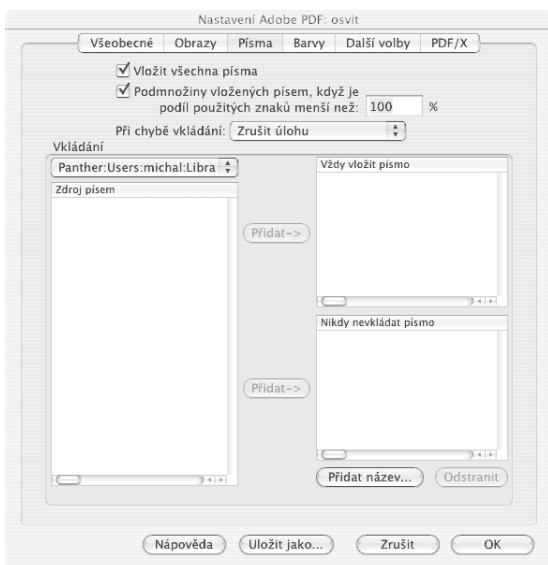 Nastavení Adobe PDF: osvit
Všeobecné Obrazy Písma Barvy Další volby PDF/X
Vložit všechna písma
Podmnožiny vložených písem, když je
podíl použitých znaků menší než: 100 %
Při chybě vkládání: Zrušit úlohu
Vkládání
Panther:Users:michal:Libra
Zdroj písem
Přidat->
Vždy vložit písmo
Nikdy nevkládat písmo
Přidat->
Přidat název... Odstranit
Nápověda Uložit jako... Zrušit OK